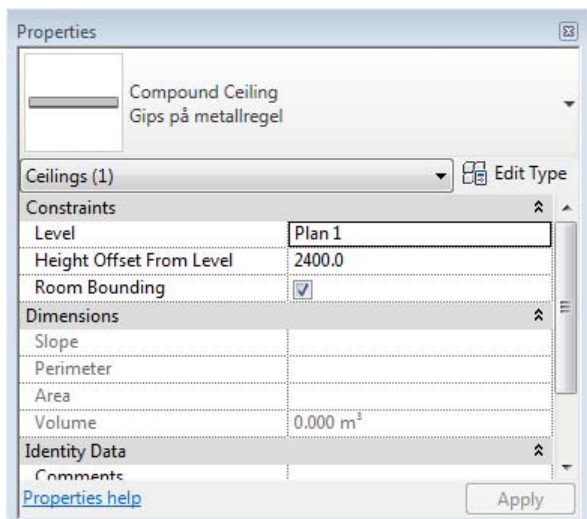 Properties
Compound Ceiling
Gips på metallregel
Ceilings (1)
Edit Type
Constraints
Level Plan 1
Height Offset From Level 2400.0
Room Bounding
Dimensions
Slope
Perimeter
Area
Volume 0.000 m³
Identity Data
Comments
Properties help
Apply